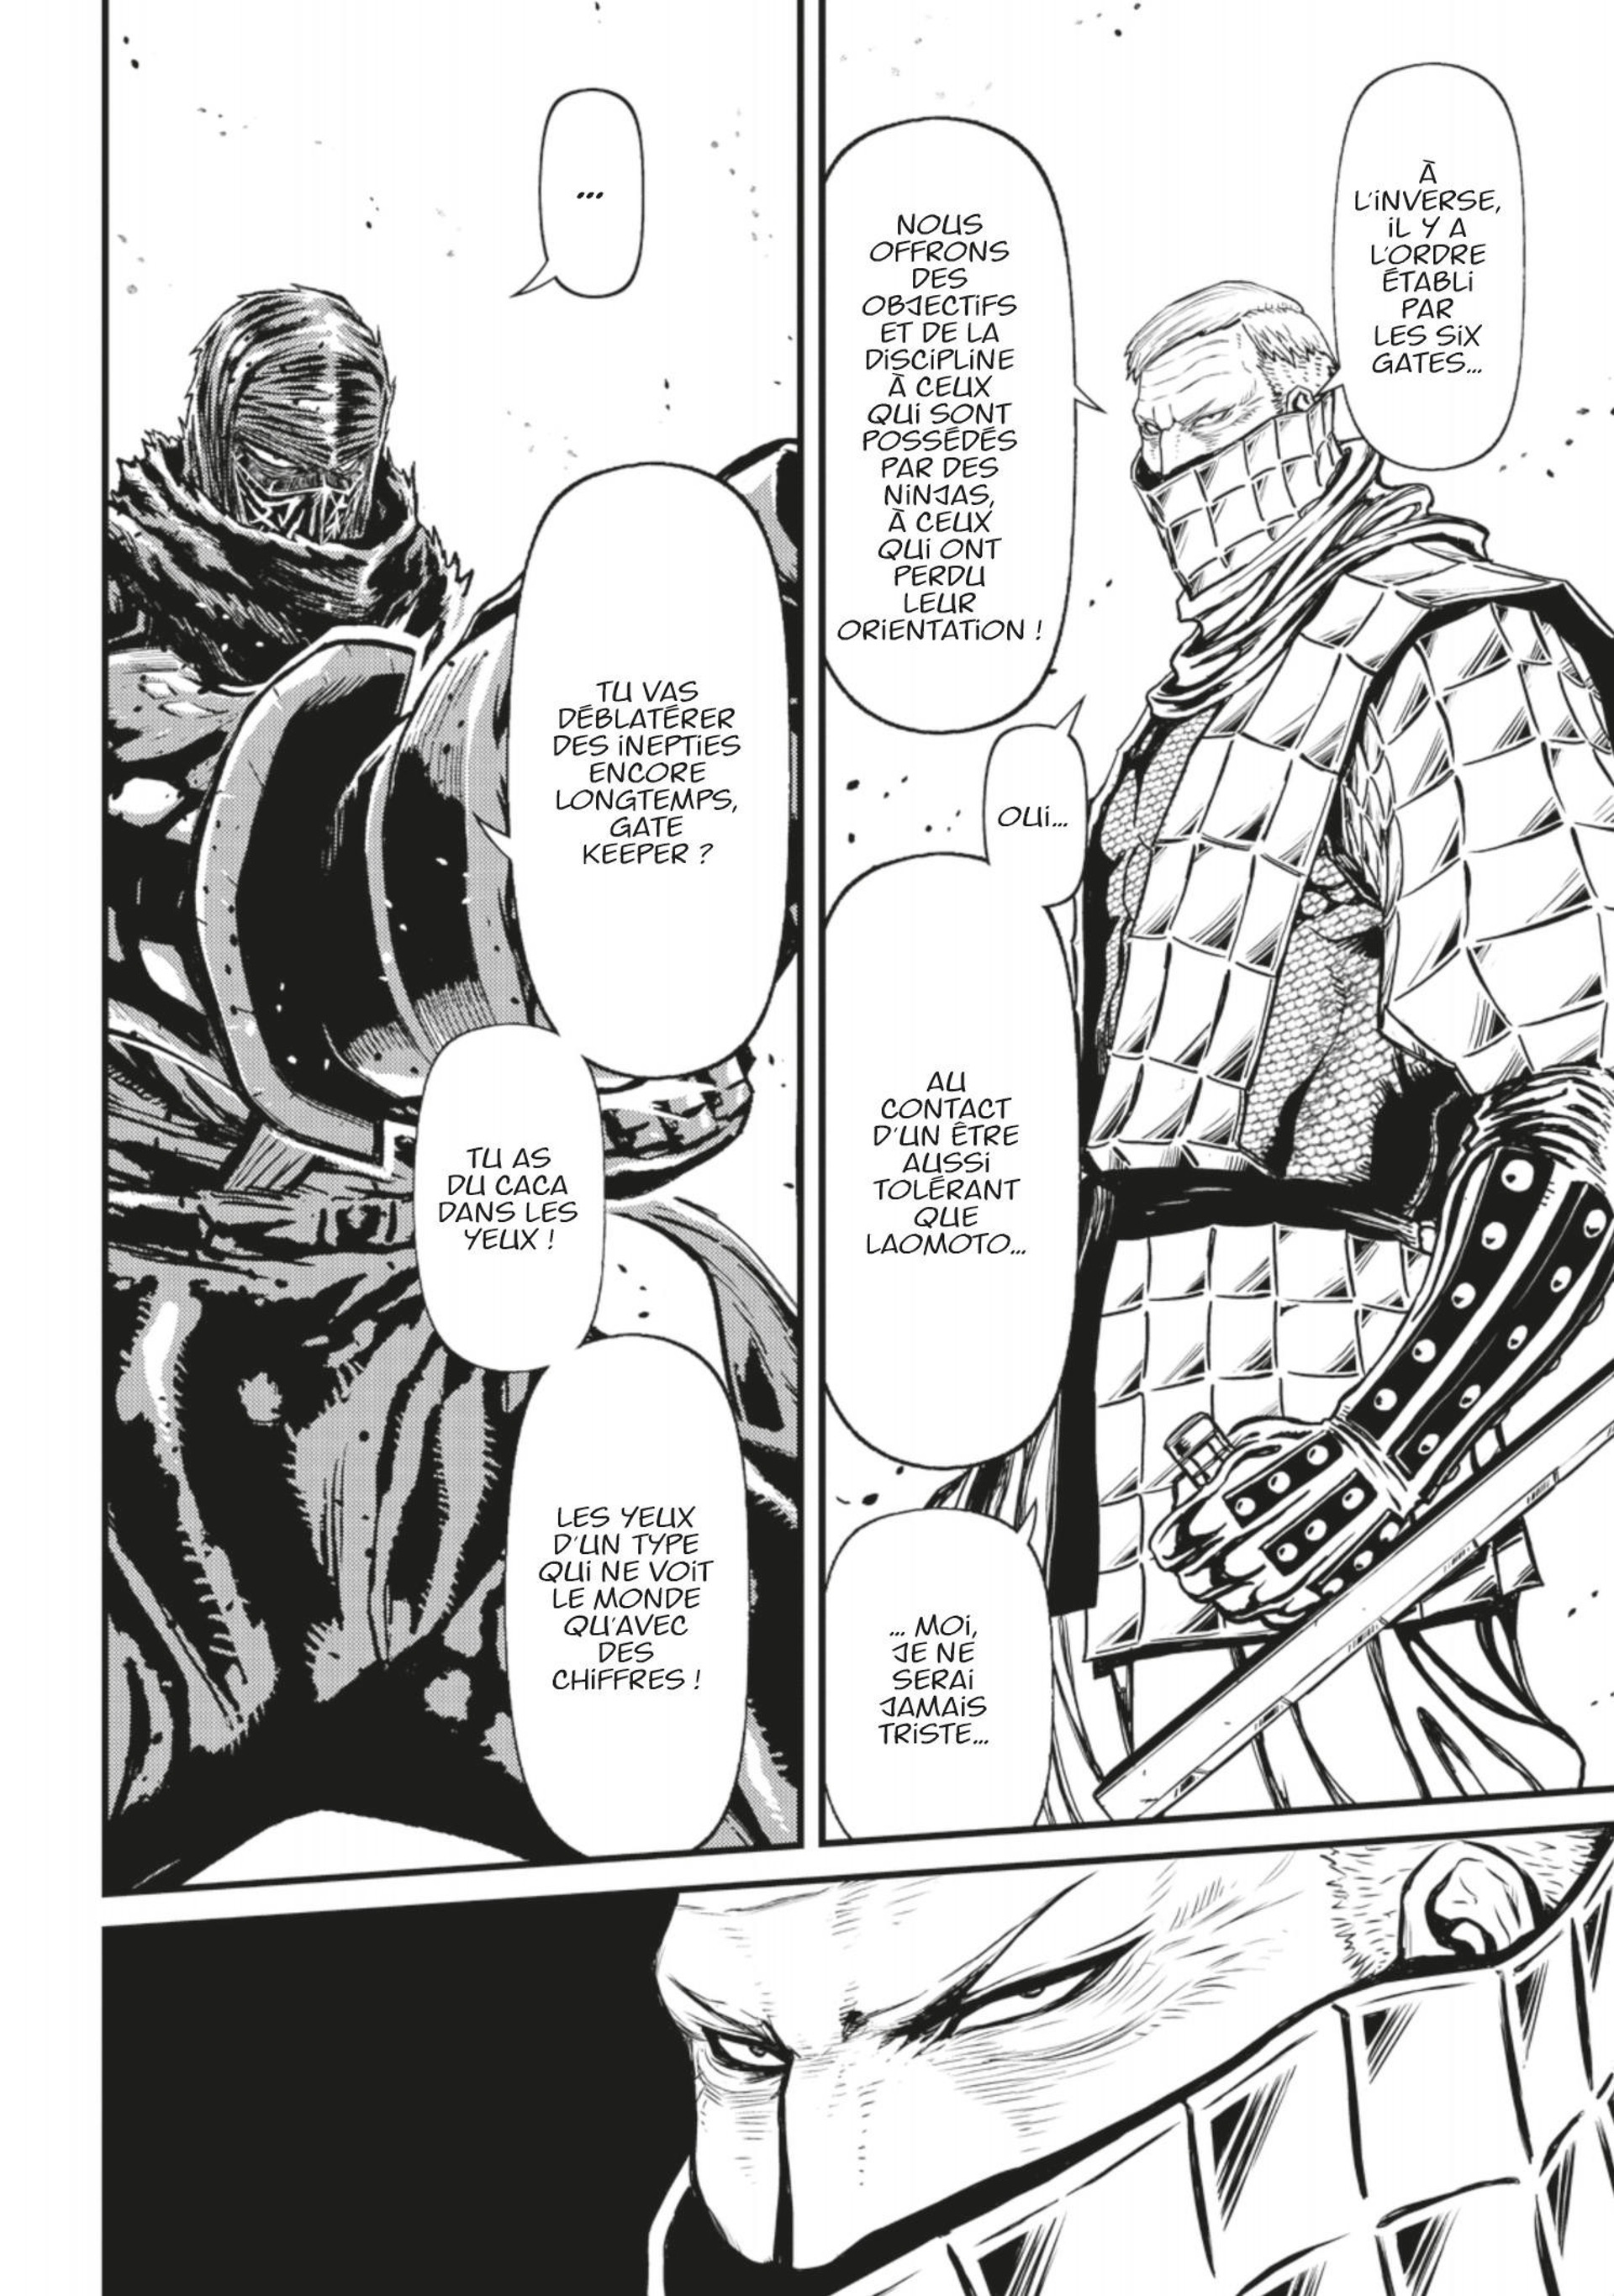 À
L'INVERSE,
IL Y A
L'ORDRE
ÉTABLI
PAR
LES SIX
GATES...
NOUS
OFFRONS
DES
OBJECTIFS
ET DE LA
DISCIPLINE
À CEUX
QUI SONT
POSSÉDÉS
PAR DES
NINJAS,
À CEUX
QUI ONT
PERDU
LEUR
ORIENTATION !
OUI...
AU
CONTACT
D'UN ÊTRE
AUSSI
TOLÉRANT
QUE
LAOMOTO...
... MOI,
JE NE
SERAI
JAMAIS
TRISTE...
...
TU VAS
DÉBLATÉRER
DES INEPTIES
ENCORE
LONGTEMPS,
GATE
KEEPER ?
TU AS
DU CACA
DANS LES
YEUX !
LES YEUX
D'UN TYPE
QUI NE VOIT
LE MONDE
QU'AVEC
DES
CHIFFRES !